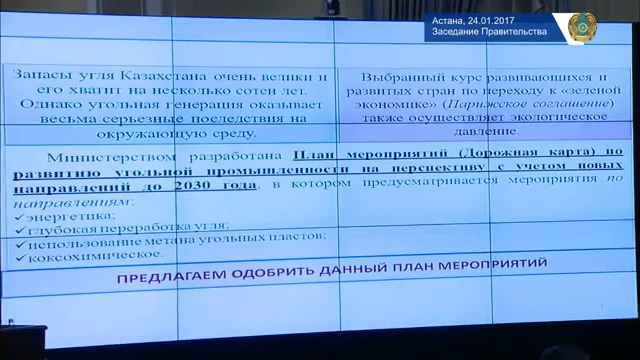 Астана, 24.01.2017
Заседание Правительства
Запасы угля Казахстана очень велики и
его хватит на несколько сотен лет.
Однако угольная генерация оказывает
весьма серьезные последствия на
окружающую среду.
Выбранный курс развивающихся и
развитых стран по переходу к «зеленой
экономике» (Парижское соглашение)
также осуществляет экологическое
давление.
Министерством разработана План мероприятий (Дорожная карта) по
развитию угольной промышленности на перспективу с учетом новых
направлений до 2030 года, в котором предусматривается мероприятия по
направлениям:
✓энергетика;
✓глубокая переработка угля;
✓использование метана угольных пластов;
✓коксохимическое.
ПРЕДЛАГАЕМ ОДОБРИТЬ ДАННЫЙ ПЛАН МЕРОПРИЯТИЙ